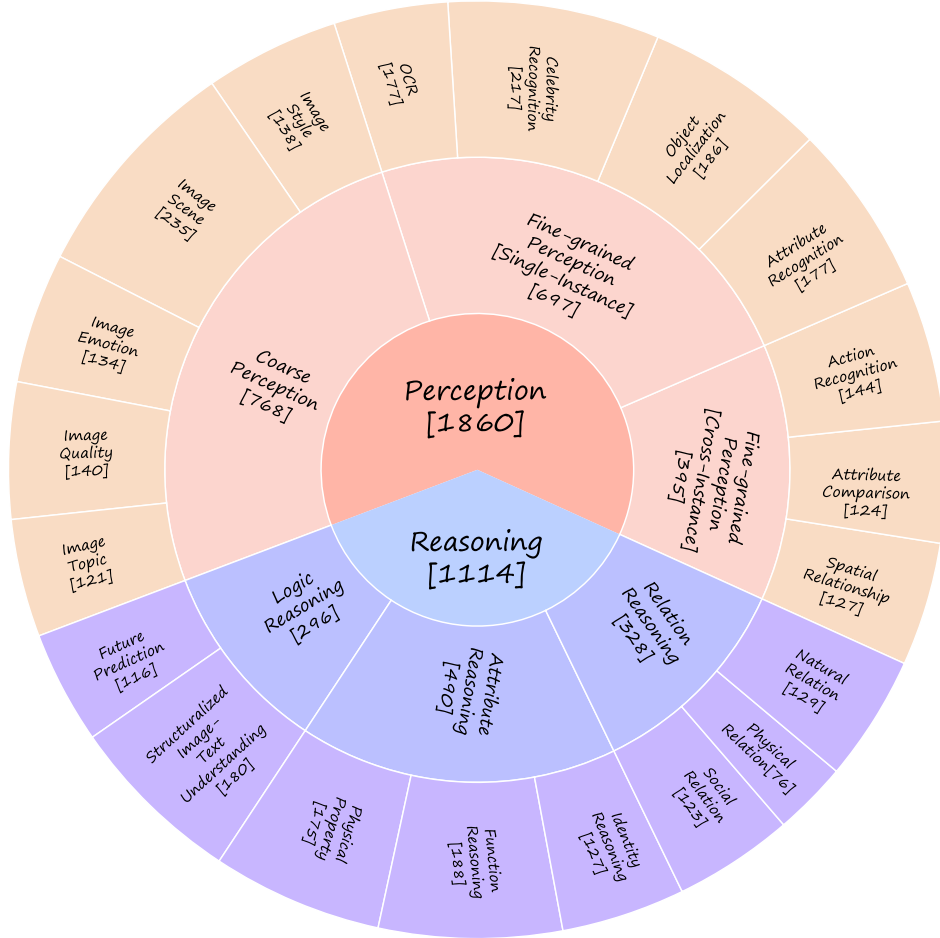 Perception
[1860]
Reasoning
[1114]
Coarse
Perception
[768]
Fine-grained
Perception
[Single-Instance]
[697]
Fine-grained
Perception
[Cross-Instance]
[395]
Relation
Reasoning
[328]
Attribute
Reasoning
[490]
Logic
Reasoning
[296]
Image
Topic
[121]
Image
Quality
[140]
Image
Emotion
[134]
Image
Scene
[235]
Image
Style
[138]
OCR
[177]
Celebrity
Recognition
[217]
Object
Localization
[186]
Attribute
Recognition
[177]
Action
Recognition
[144]
Attribute
Comparison
[124]
Spatial
Relationship
[127]
Natural
Relation
[129]
Physical
Relation[76]
Social
Relation
[123]
Identity
Reasoning
[127]
Function
Reasoning
[188]
Physical
Property
[175]
Structuralized
Image-
Text
Understanding
[180]
Future
Prediction
[116]